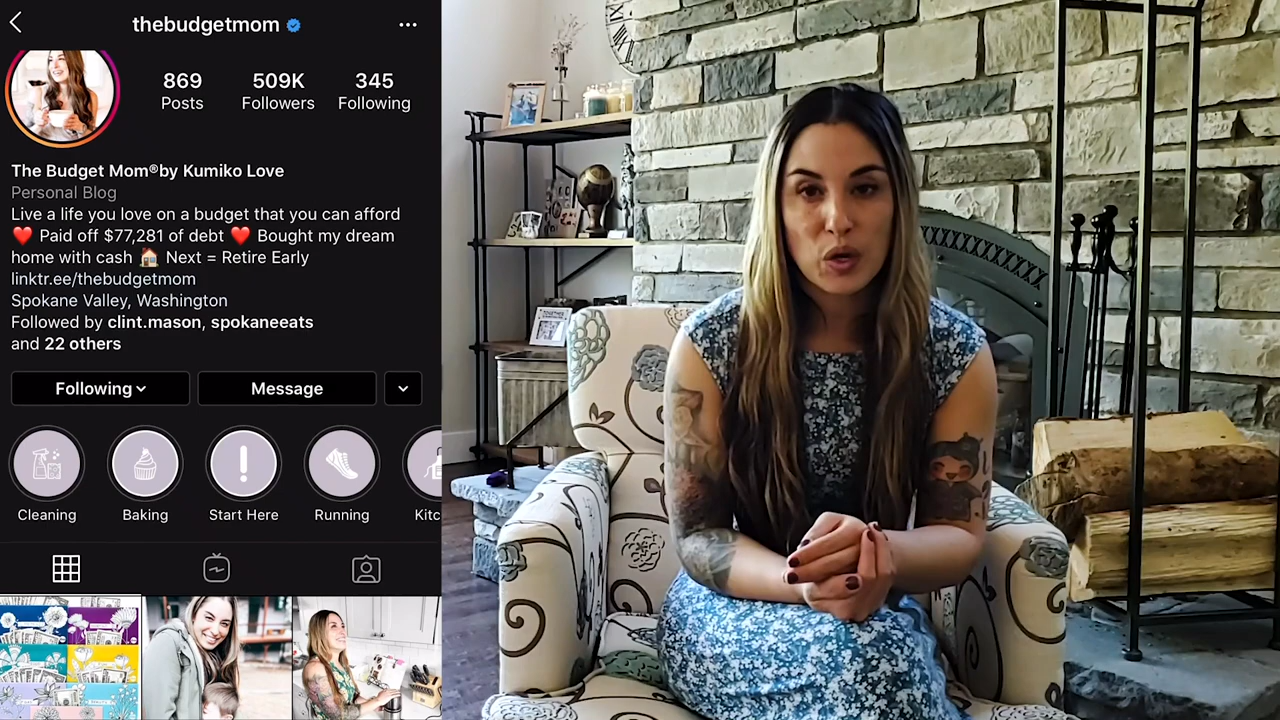 thebudgetmom
869
509K
345
Posts
Followers
Following
The Budget Mom®by Kumiko Love
Personal Blog
Live a life you love on a budget that you can afford
❤️ Paid off $77,281 of debt ❤️ Bought my dream
home with cash 🏠 Next = Retire Early
linktr.ee/thebudgetmom
Spokane Valley, Washington
Followed by clint.mason, spokaneeats
and 22 others
Following
Message
Cleaning
Baking
Start Here
Running
Kitc